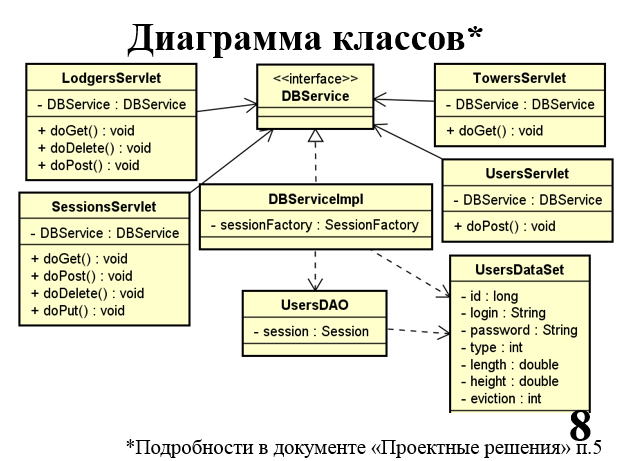 Диаграмма классов*
LodgersServlet
- DBService : DBService
+ doGet() : void
+ doDelete() : void
+ doPost() : void
<<interface>>
DBService
TowersServlet
- DBService : DBService
+ doGet() : void
UsersServlet
- DBService : DBService
+ doPost() : void
SessionsServlet
- DBService : DBService
+ doGet() : void
+ doPost() : void
+ doDelete() : void
+ doPut() : void
DBServiceImpl
- sessionFactory : SessionFactory
UsersDAO
- session : Session
UsersDataSet
- id : long
- login : String
- password : String
- type : int
- length : double
- height : double
- eviction : int
8
*Подробности в документе «Проектные решения» п.5